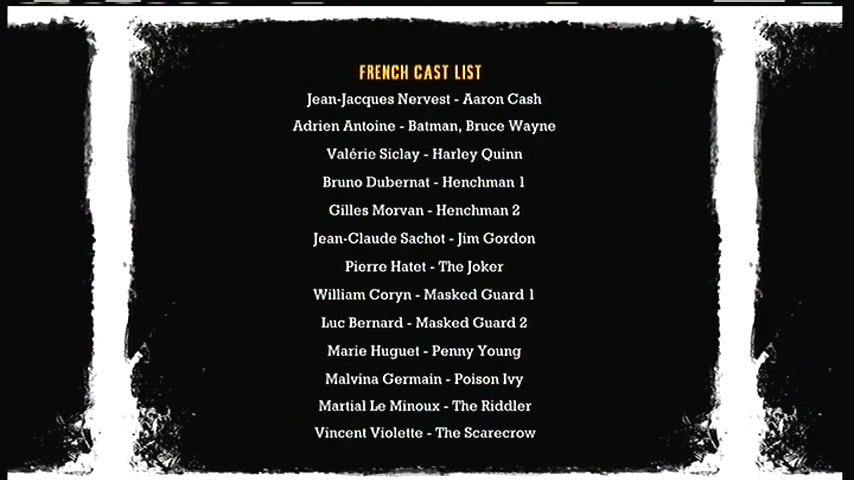 FRENCH CAST LIST
Jean-Jacques Nervest - Aaron Cash
Adrien Antoine - Batman, Bruce Wayne
Valérie Siclay - Harley Quinn
Bruno Dubernat - Henchman 1
Gilles Morvan - Henchman 2
Jean-Claude Sachot - Jim Gordon
Pierre Hatet - The Joker
William Coryn - Masked Guard 1
Luc Bernard - Masked Guard 2
Marie Huguet - Penny Young
Malvina Germain - Poison Ivy
Martial Le Minoux - The Riddler
Vincent Violette - The Scarecrow